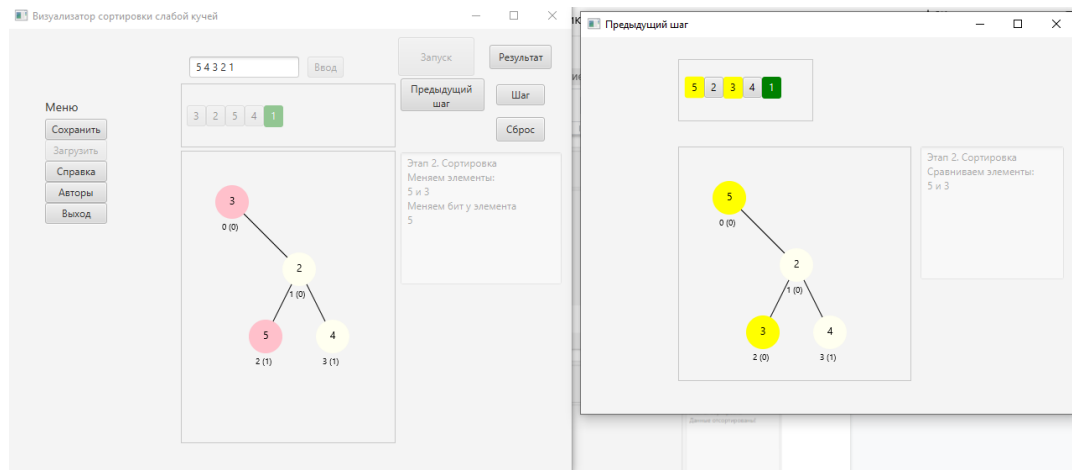 Визуализатор сортировки слабой кучей
5 4 3 2 1
Ввод
Запуск
Результат
Предыдущий
шаг
Шаг
Сброс
Меню
Сохранить
Загрузить
Справка
Авторы
Выход
3 2 5 4 1
Этап 2. Сортировка
Меняем элементы:
5 и 3
Меняем бит у элемента
5
3
0 (0)
2
1 (0)
5
4
2 (1)
3 (1)
Предыдущий шаг
5 2 3 4 1
Этап 2. Сортировка
Сравниваем элементы:
5 и 3
5
0 (0)
2
1 (0)
3
4
2 (0)
3 (1)
Данные отсортированы!